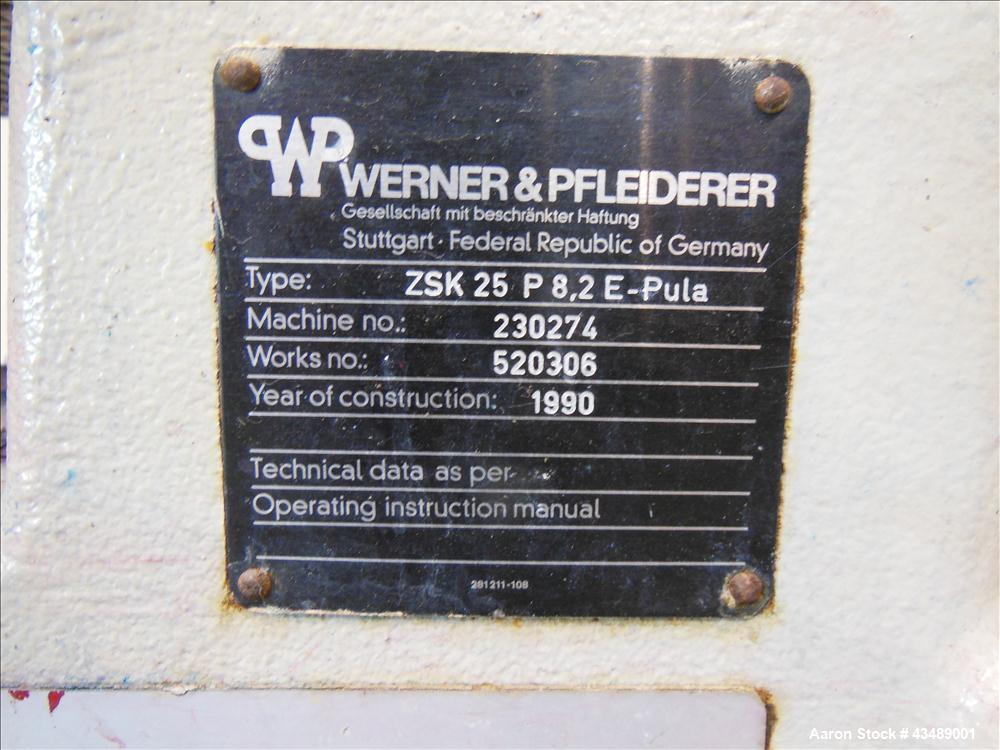 WP WERNER & PFLEIDERER
Gesellschaft mit beschränkter Haftung
Stuttgart · Federal Republic of Germany
Type: ZSK 25 P 8,2 E-Pula
Machine no.: 230274
Works no.: 520306
Year of construction: 1990
Technical data as per
Operating instruction manual
281211-108
Aaron Stock # 43489001